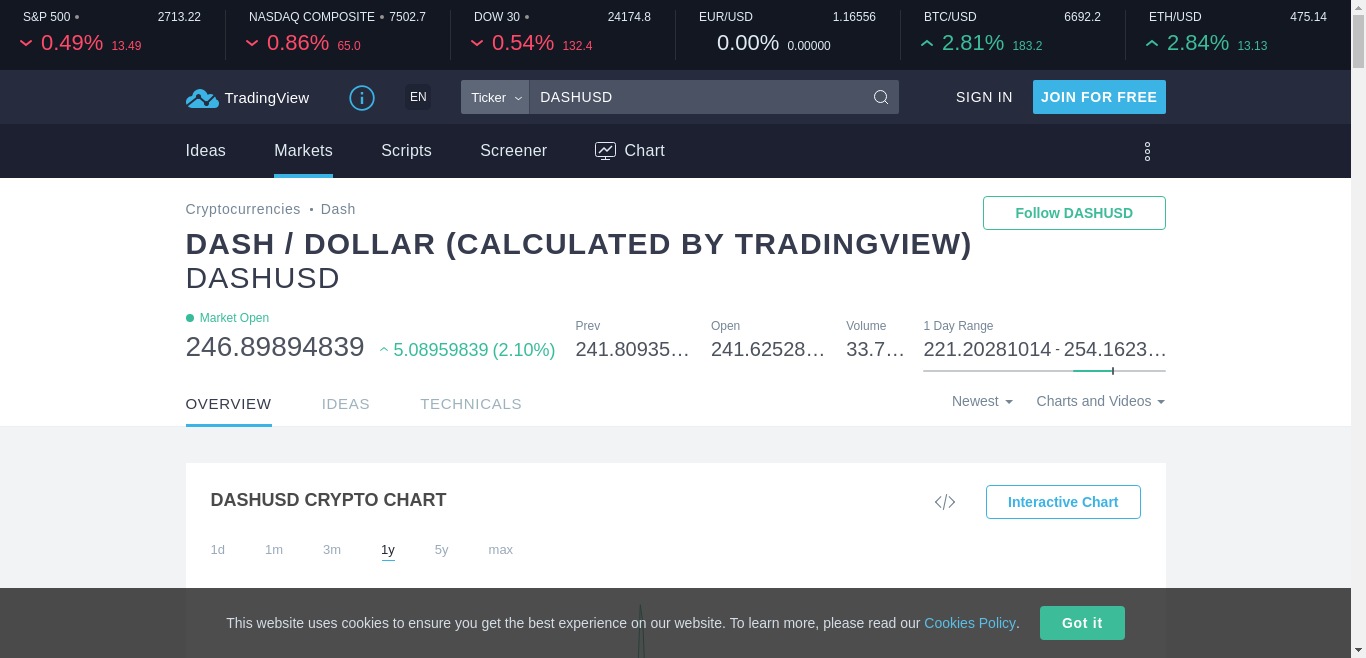 S&P 500 • 2713.22 NASDAQ COMPOSITE • 7502.7 DOW 30 • 24174.8 EUR/USD 1.16556 BTC/USD 6692.2 ETH/USD 475.14
0.49% 13.49 0.86% 65.0 0.54% 132.4 0.00% 0.00000 2.81% 183.2 2.84% 13.13
TradingView EN Ticker DASHUSD SIGN IN JOIN FOR FREE
Ideas Markets Scripts Screener Chart
Cryptocurrencies • Dash
Follow DASHUSD
DASH / DOLLAR (CALCULATED BY TRADINGVIEW)
DASHUSD
Market Open
Prev Open Volume 1 Day Range
246.89894839 5.08959839 (2.10%) 241.80935… 241.62528… 33.7… 221.20281014 - 254.1623…
OVERVIEW IDEAS TECHNICALS Newest Charts and Videos
DASHUSD CRYPTO CHART
</> Interactive Chart
1d 1m 3m 1y 5y max
This website uses cookies to ensure you get the best experience on our website. To learn more, please read our Cookies Policy. Got it